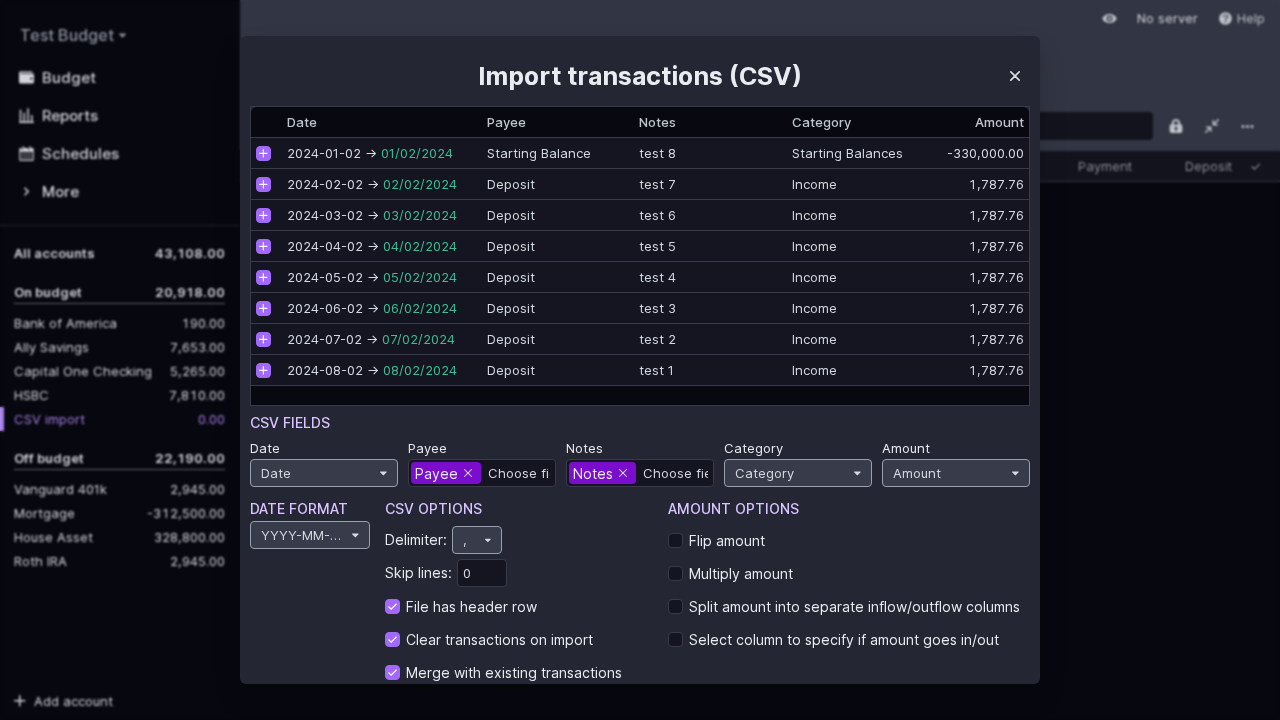 Test Budget
Budget
Reports
Schedules
More
All accounts 43,108.00
On budget 20,918.00
Bank of America 190.00
Ally Savings 7,653.00
Capital One Checking 5,265.00
HSBC 7,810.00
CSV import 0.00
Off budget 22,190.00
Vanguard 401k 2,945.00
Mortgage -312,500.00
House Asset 328,800.00
Roth IRA 2,945.00
Add account
No server Help
Payment Deposit
Import transactions (CSV)
Date Payee Notes Category Amount
2024-01-02 → 01/02/2024 Starting Balance test 8 Starting Balances -330,000.00
2024-02-02 → 02/02/2024 Deposit test 7 Income 1,787.76
2024-03-02 → 03/02/2024 Deposit test 6 Income 1,787.76
2024-04-02 → 04/02/2024 Deposit test 5 Income 1,787.76
2024-05-02 → 05/02/2024 Deposit test 4 Income 1,787.76
2024-06-02 → 06/02/2024 Deposit test 3 Income 1,787.76
2024-07-02 → 07/02/2024 Deposit test 2 Income 1,787.76
2024-08-02 → 08/02/2024 Deposit test 1 Income 1,787.76
CSV FIELDS
Date Payee Notes Category Amount
Date Payee Choose fi Notes Choose fie Category Amount
DATE FORMAT
YYYY-MM-...
CSV OPTIONS
Delimiter: ,
Skip lines: 0
File has header row
Clear transactions on import
Merge with existing transactions
AMOUNT OPTIONS
Flip amount
Multiply amount
Split amount into separate inflow/outflow columns
Select column to specify if amount goes in/out